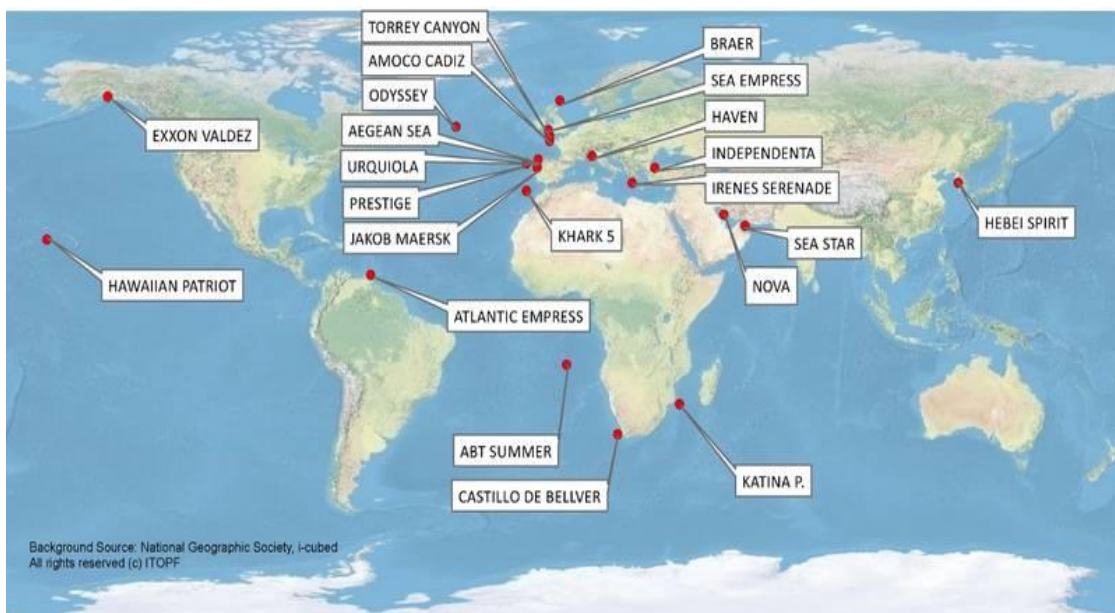 TORREY CANYON
BRAER
AMOCO CADIZ
SEA EMPRESS
ODYSSEY
HAVEN
EXXON VALDEZ
AEGEAN SEA
URQUIOLA
INDEPENDENTA
PRESTIGE
IRENES SERENADE
JAKOB MAERSK
KHARK 5
SEA STAR
HEBEI SPIRIT
HAWAIIAN PATRIOT
NOVA
ATLANTIC EMPRESS
ABT SUMMER
KATINA P.
CASTILLO DE BELLVER
Background Source: National Geographic Society, i-cubed
All rights reserved (c) ITOPF